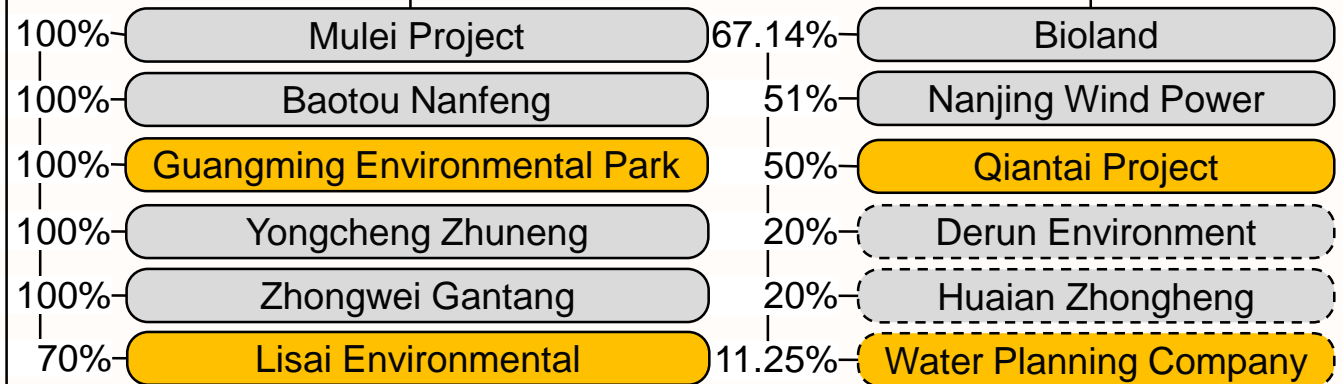 100% Mulei Project
100% Baotou Nanfeng
100% Guangming Environmental Park
100% Yongcheng Zhuneng
100% Zhongwei Gantang
70% Lisai Environmental
67.14% Bioland
51% Nanjing Wind Power
50% Qiantai Project
20% Derun Environment
20% Huaian Zhongheng
11.25% Water Planning Company